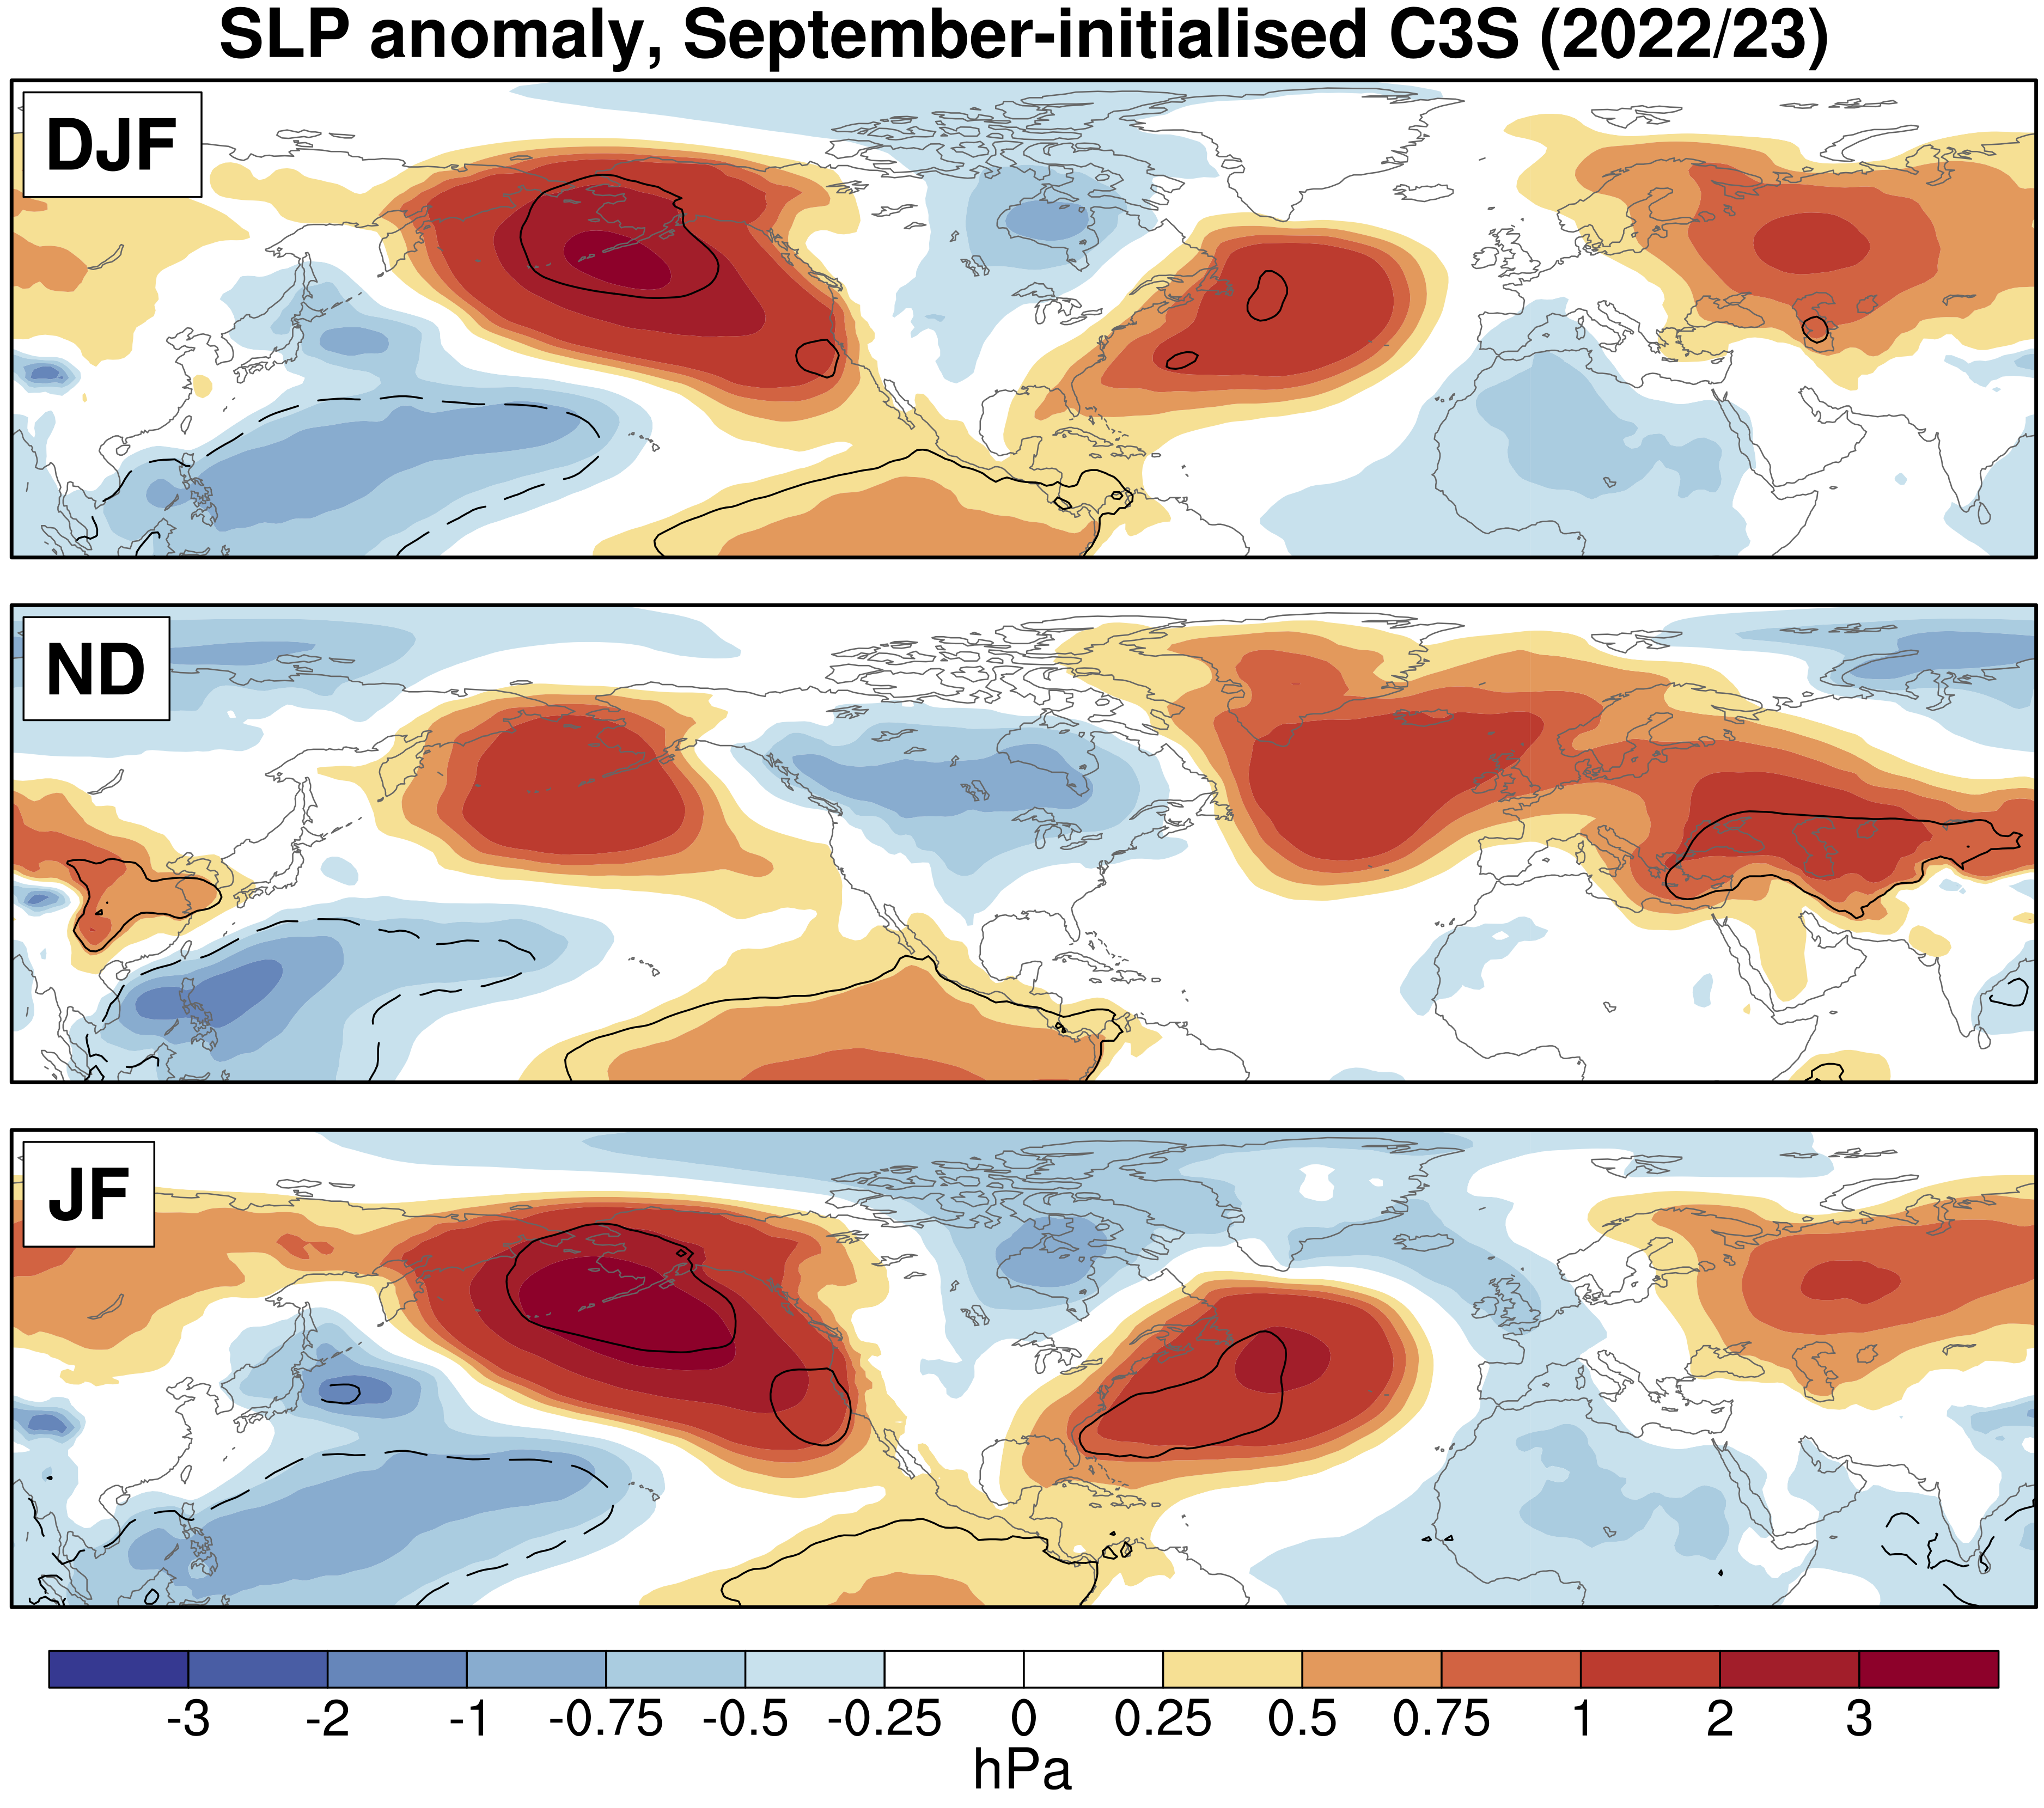 SLP anomaly, September-initialised C3S (2022/23)
DJF
ND
JF
-3 -2 -1 -0.75 -0.5 -0.25 0 0.25 0.5 0.75 1 2 3
hPa